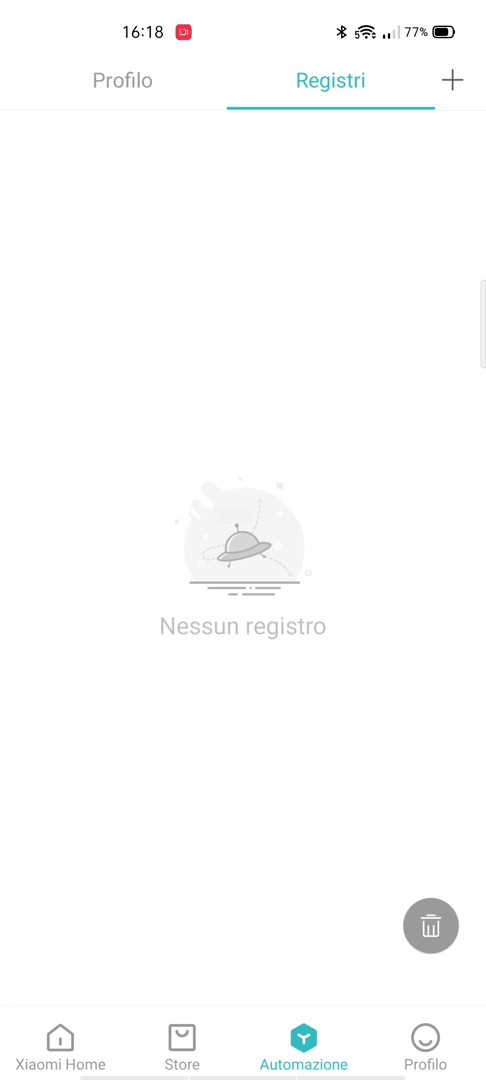 16:18
77%
Profilo
Registri
Nessun registro
Xiaomi Home
Store
Automazione
Profilo